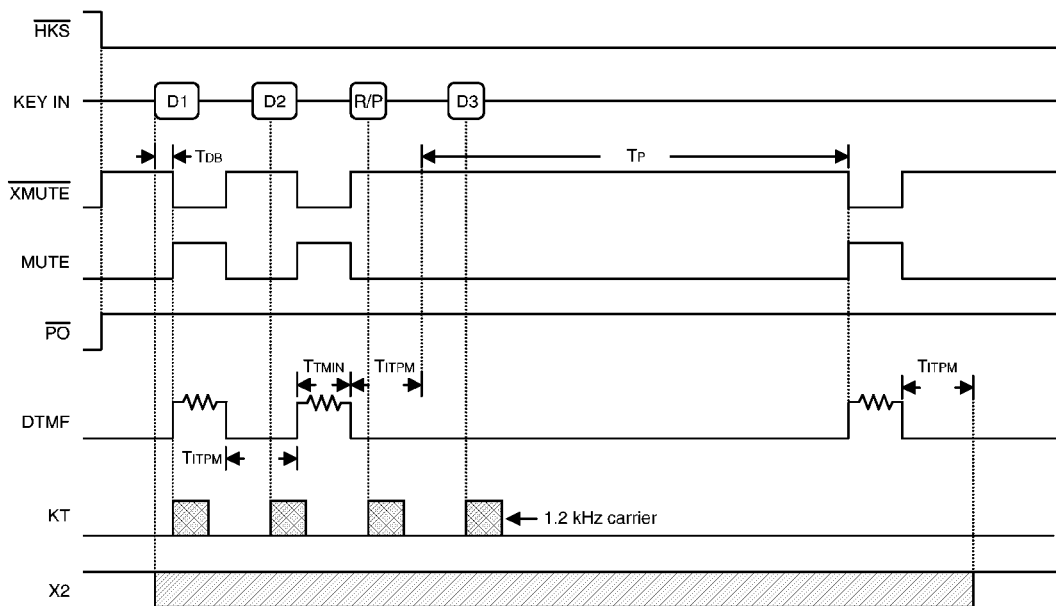 HKS
KEY IN D1 D2 R/P D3
TDB TP
XMUTE
MUTE
PO
TTMIN TITPM TITPM
DTMF
TITPM
KT 1.2 kHz carrier
X2